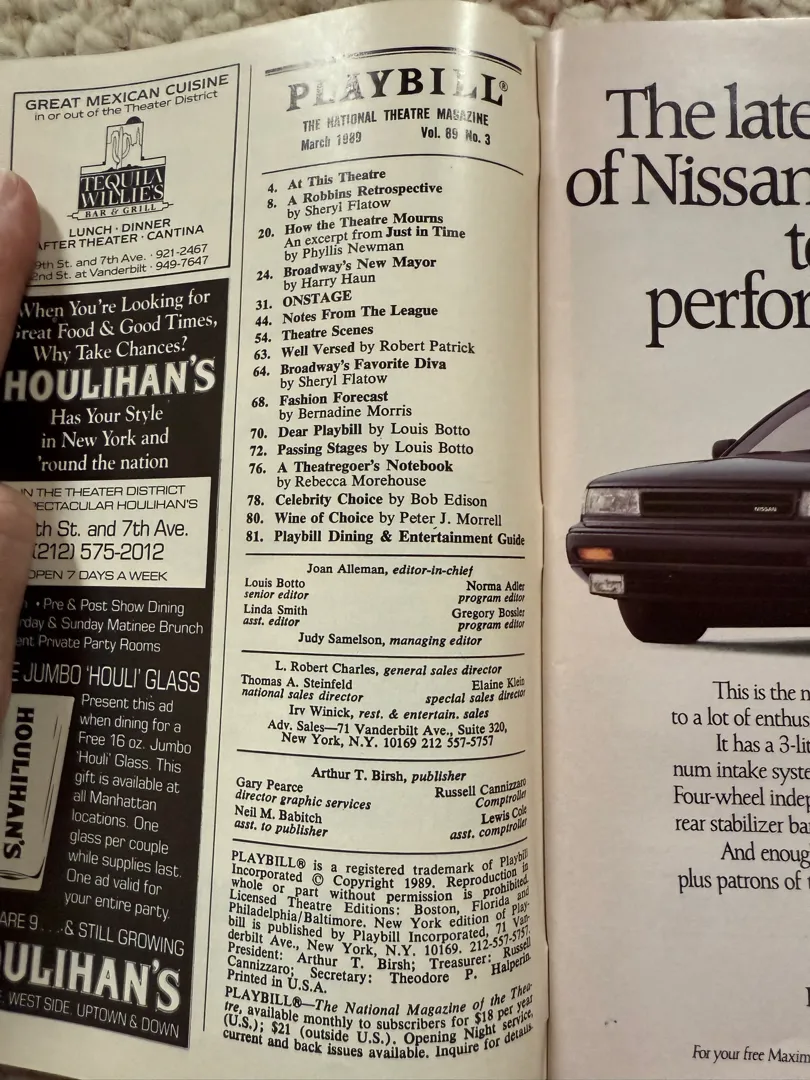 GREAT MEXICAN CUISINE
in or out of the Theater District
TEQUILA
WILLIE'S
BAR & GRILL
LUNCH · DINNER
AFTER THEATER · CANTINA
9th St. and 7th Ave. · 921-2467
2nd St. at Vanderbilt · 949-7647
When You're Looking for
Great Food & Good Times,
Why Take Chances?
HOULIHAN'S
Has Your Style
in New York and
'round the nation
IN THE THEATER DISTRICT
SPECTACULAR HOULIHAN'S
th St. and 7th Ave.
(212) 575-2012
OPEN 7 DAYS A WEEK
• Pre & Post Show Dining
rday & Sunday Matinee Brunch
ent Private Party Rooms
E JUMBO 'HOULI' GLASS
HOULIHAN'S
Present this ad
when dining for a
Free 16 oz. Jumbo
'Houli' Glass. This
gift is available at
all Manhattan
locations. One
glass per couple
while supplies last.
One ad valid for
your entire party.
ARE 9...& STILL GROWING
OULIHAN'S
WEST SIDE, UPTOWN & DOWN
PLAYBILL®
THE NATIONAL THEATRE MAGAZINE
March 1989 Vol. 89 No. 3
4. At This Theatre
8. A Robbins Retrospective
by Sheryl Flatow
20. How the Theatre Mourns
An excerpt from Just in Time
by Phyllis Newman
24. Broadway's New Mayor
by Harry Haun
31. ONSTAGE
44. Notes From The League
54. Theatre Scenes
63. Well Versed by Robert Patrick
64. Broadway's Favorite Diva
by Sheryl Flatow
68. Fashion Forecast
by Bernadine Morris
70. Dear Playbill by Louis Botto
72. Passing Stages by Louis Botto
76. A Theatregoer's Notebook
by Rebecca Morehouse
78. Celebrity Choice by Bob Edison
80. Wine of Choice by Peter J. Morrell
81. Playbill Dining & Entertainment Guide
Joan Alleman, editor-in-chief
Louis Botto Norma Adler
senior editor program editor
Linda Smith Gregory Bossler
asst. editor program editor
Judy Samelson, managing editor
L. Robert Charles, general sales director
Thomas A. Steinfeld Elaine Klein
national sales director special sales director
Irv Winick, rest. & entertain. sales
Adv. Sales—71 Vanderbilt Ave., Suite 320,
New York, N.Y. 10169 212 557-5757
Arthur T. Birsh, publisher
Gary Pearce Russell Cannizzaro
director graphic services Comptroller
Neil M. Babitch Lewis Cole
asst. to publisher asst. comptroller
PLAYBILL® is a registered trademark of Playbill
Incorporated © Copyright 1989. Reproduction in
whole or part without permission is prohibited.
Licensed Theatre Editions: Boston, Florida and
Philadelphia/Baltimore. New York edition of Play-
bill is published by Playbill Incorporated, 71 Van-
derbilt Ave., New York, N.Y. 10169. 212-557-5757.
President: Arthur T. Birsh; Treasurer: Russell
Cannizzaro; Secretary: Theodore P. Halperin.
Printed in U.S.A.
PLAYBILL®—The National Magazine of the Thea-
tre, available monthly to subscribers for $18 per year
(U.S.); $21 (outside U.S.). Opening Night service,
current and back issues available. Inquire for details.
The late
of Nissan
to
perfor
NISSAN
This is the n
to a lot of enthus
It has a 3-lit
num intake syste
Four-wheel indep
rear stabilizer ba
And enoug
plus patrons of t
For your free Maxim